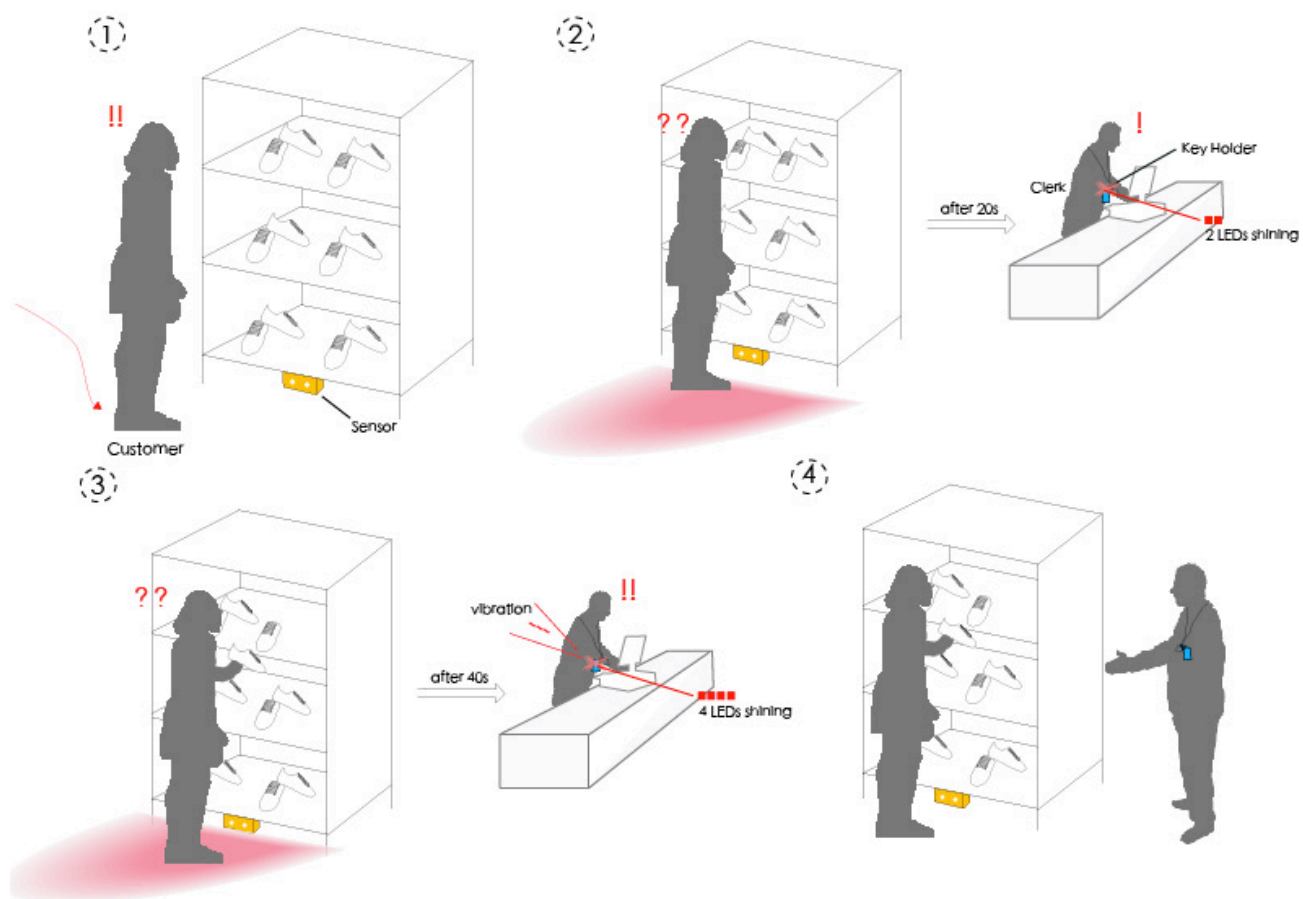 1
!!
Customer
Sensor
2
??
after 20s
!
Key Holder
Clerk
2 LEDs shining
3
??
after 40s
vibration
!!
4 LEDs shining
4